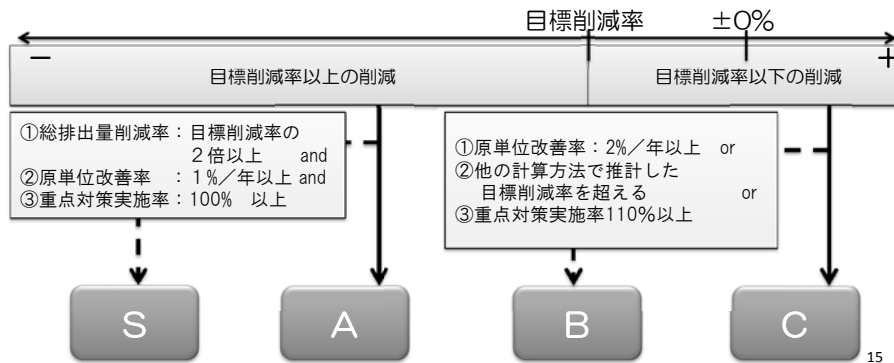 目標削減率 ±0%
− +
目標削減率以上の削減 目標削減率以下の削減
①総排出量削減率：目標削減率の
２倍以上 and
②原単位改善率 ：１%／年以上 and
③重点対策実施率：100% 以上
①原単位改善率：2%／年以上 or
②他の計算方法で推計した
目標削減率を超える or
③重点対策実施率110%以上
S A B C
15